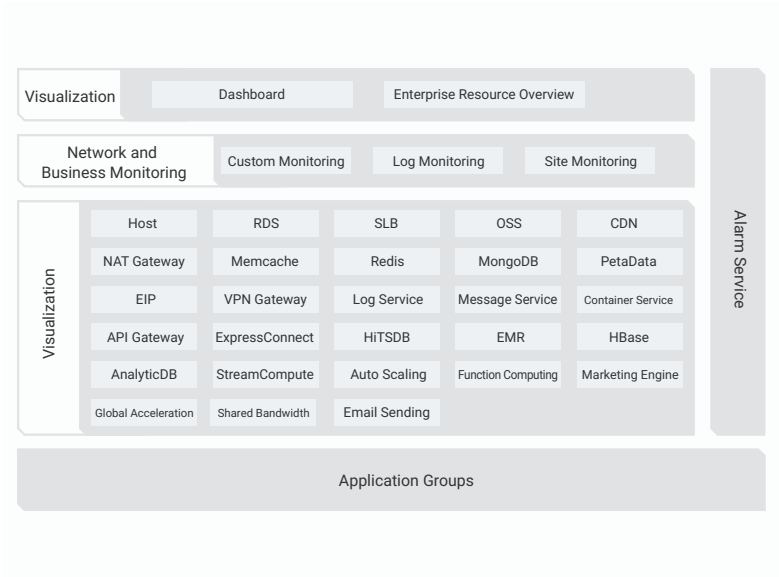 Visualization
Dashboard
Enterprise Resource Overview
Network and
Business Monitoring
Custom Monitoring
Log Monitoring
Site Monitoring
Visualization
Host
RDS
SLB
OSS
CDN
NAT Gateway
Memcache
Redis
MongoDB
PetaData
EIP
VPN Gateway
Log Service
Message Service
Container Service
API Gateway
ExpressConnect
HiTSDB
EMR
HBase
AnalyticDB
StreamCompute
Auto Scaling
Function Computing
Marketing Engine
Global Acceleration
Shared Bandwidth
Email Sending
Alarm Service
Application Groups